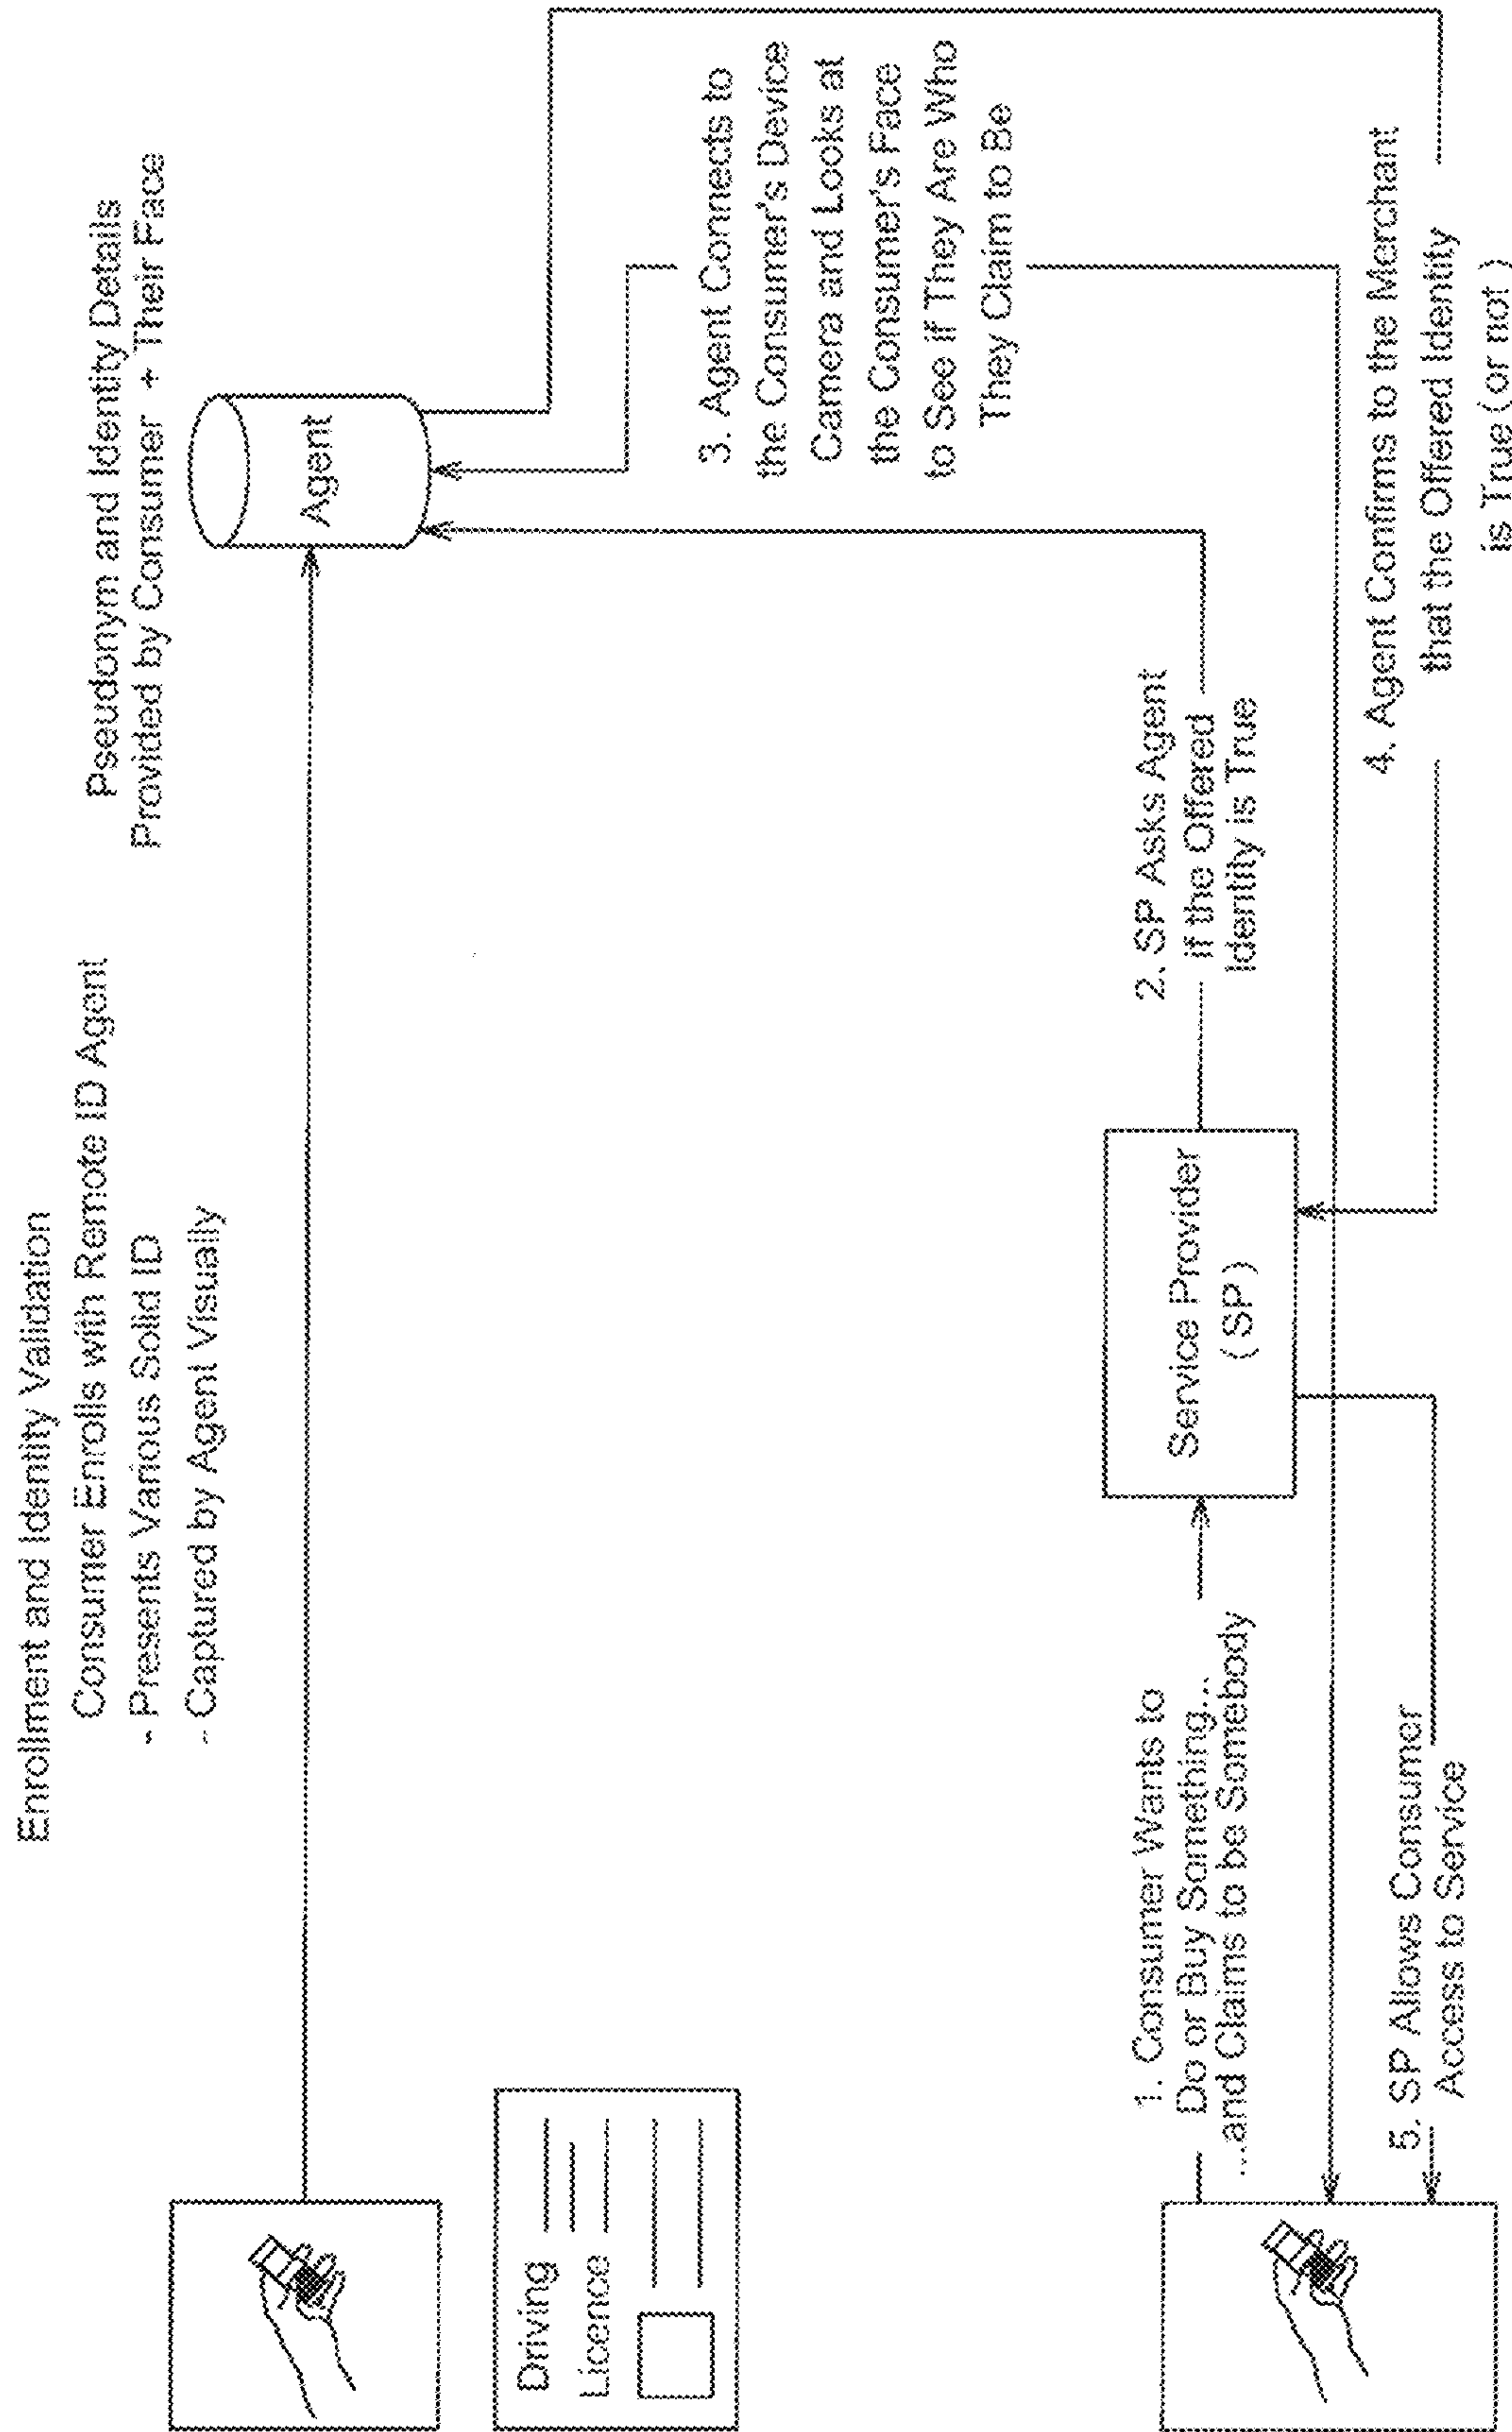 Enrollment and Identity Validation
Consumer Enrolls with Remote ID Agent
- Presents Various Solid ID
- Captured by Agent Visually
Pseudonym and Identity Details
Provided by Consumer + Their Face
Agent
Driving
Licence
1. Consumer Wants to
Do or Buy Something...
...and Claims to be Somebody
Service Provider
( SP )
2. SP Asks Agent
if the Offered
Identity is True
3. Agent Connects to
the Consumer's Device
Camera and Looks at
the Consumer's Face
to See if They Are Who
They Claim to Be
4. Agent Confirms to the Merchant
that the Offered Identity
is True ( or not )
5. SP Allows Consumer
Access to Service